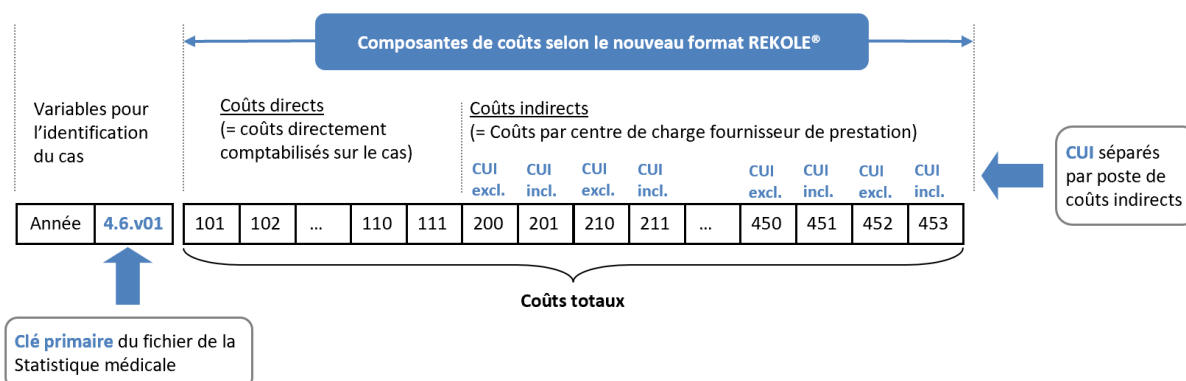 Composantes de coûts selon le nouveau format REKOLE®
Variables pour
l'identification
du cas
Coûts directs
(= coûts directement
comptabilisés sur le cas)
Coûts indirects
(= Coûts par centre de charge fournisseur de prestation)
CUI excl. CUI incl. CUI excl. CUI incl. CUI excl. CUI incl. CUI excl. CUI incl.
CUI séparés
par poste de
coûts indirects
Année 4.6.v01 101 102 ... 110 111 200 201 210 211 ... 450 451 452 453
Coûts totaux
Clé primaire du fichier de la
Statistique médicale